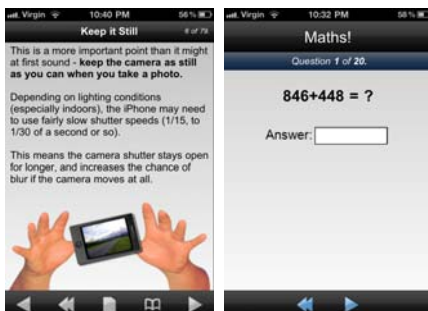 Virgin 10:40 PM 56%
Keep it Still
6 of 79
This is a more important point than it might
at first sound - keep the camera as still
as you can when you take a photo.
Depending on lighting conditions
(especially indoors), the iPhone may need
to use fairly slow shutter speeds (1/15, to
1/30 of a second or so).
This means the camera shutter stays open
for longer, and increases the chance of
blur if the camera moves at all.
Virgin 10:32 PM 58%
Maths!
Question 1 of 20.
846+448 = ?
Answer: